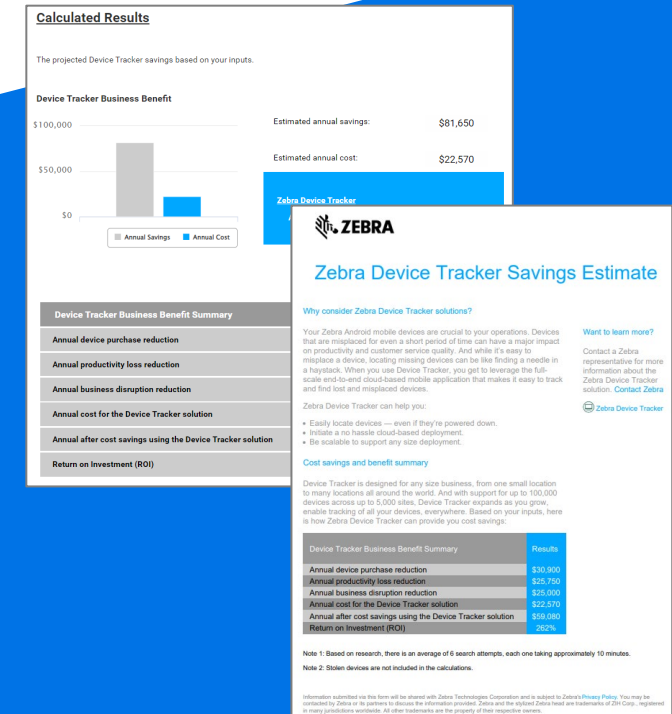 Calculated Results
The projected Device Tracker savings based on your inputs.
Device Tracker Business Benefit
$100,000
$50,000
$0
Annual Savings Annual Cost
Estimated annual savings: $81,650
Estimated annual cost: $22,570
Zebra Device Tracker
Device Tracker Business Benefit Summary
Annual device purchase reduction
Annual productivity loss reduction
Annual business disruption reduction
Annual cost for the Device Tracker solution
Annual after cost savings using the Device Tracker solution
Return on Investment (ROI)
ZEBRA
Zebra Device Tracker Savings Estimate
Why consider Zebra Device Tracker solutions?
Your Zebra Android mobile devices are crucial to your operations. Devices
that are misplaced for even a short period of time can have a major impact
on productivity and customer service quality. And while it's easy to
misplace a device, locating missing devices can be like finding a needle in
a haystack. When you use Device Tracker, you get to leverage the full-
scale end-to-end cloud-based mobile application that makes it easy to track
and find lost and misplaced devices.
Zebra Device Tracker can help you:
• Easily locate devices — even if they're powered down.
• Initiate a no hassle cloud-based deployment.
• Be scalable to support any size deployment.
Want to learn more?
Contact a Zebra
representative for more
information about the
Zebra Device Tracker
solution. Contact Zebra
Zebra Device Tracker
Cost savings and benefit summary
Device Tracker is designed for any size business, from one small location
to many locations all around the world. And with support for up to 100,000
devices across up to 5,000 sites, Device Tracker expands as you grow,
enable tracking of all your devices, everywhere. Based on your inputs, here
is how Zebra Device Tracker can provide you cost savings:
Device Tracker Business Benefit Summary Results
Annual device purchase reduction $30,900
Annual productivity loss reduction $25,750
Annual business disruption reduction $25,000
Annual cost for the Device Tracker solution $22,570
Annual after cost savings using the Device Tracker solution $59,080
Return on Investment (ROI) 262%
Note 1: Based on research, there is an average of 6 search attempts, each one taking approximately 10 minutes.
Note 2: Stolen devices are not included in the calculations.
Information submitted via this form will be shared with Zebra Technologies Corporation and is subject to Zebra's Privacy Policy. You may be
contacted by Zebra or its partners to discuss the information provided. Zebra and the stylized Zebra head are trademarks of ZIH Corp., registered
in many jurisdictions worldwide. All other trademarks are the property of their respective owners.